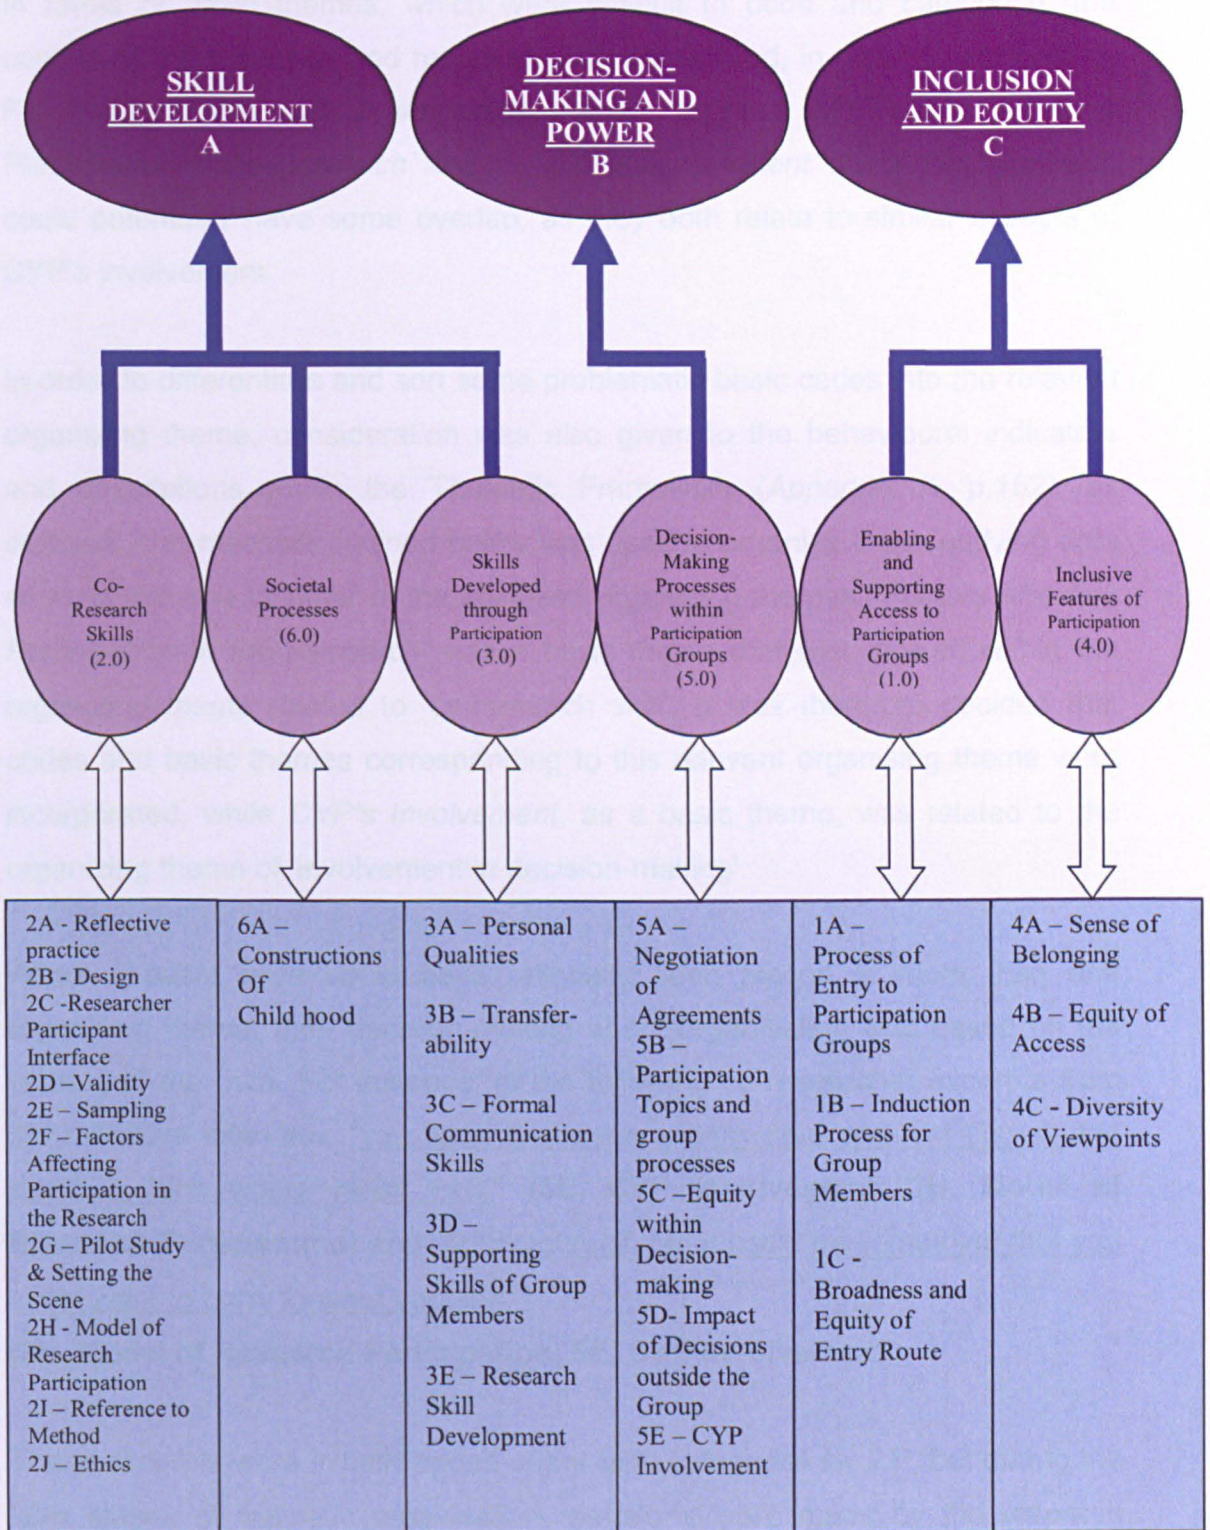 SKILL
DEVELOPMENT
A
DECISION-
MAKING AND
POWER
B
INCLUSION
AND EQUITY
C
Co-
Research
Skills
(2.0)
Societal
Processes
(6.0)
Skills
Developed
through
Participation
(3.0)
Decision-
Making
Processes
within
Participation
Groups
(5.0)
Enabling
and
Supporting
Access to
Participation
Groups
(1.0)
Inclusive
Features of
Participation
(4.0)
2A - Reflective
practice
2B - Design
2C -Researcher
Participant
Interface
2D –Validity
2E – Sampling
2F – Factors
Affecting
Participation in
the Research
2G – Pilot Study
& Setting the
Scene
2H - Model of
Research
Participation
2I – Reference to
Method
2J – Ethics
6A –
Constructions
Of
Child hood
3A – Personal
Qualities
3B – Transfer-
ability
3C – Formal
Communication
Skills
3D –
Supporting
Skills of Group
Members
3E – Research
Skill
Development
5A –
Negotiation
of
Agreements
5B –
Participation
Topics and
group
processes
5C –Equity
within
Decision-
making
5D- Impact
of Decisions
outside the
Group
5E – CYP
Involvement
1A –
Process of
Entry to
Participation
Groups
1B – Induction
Process for
Group
Members
1C -
Broadness and
Equity of
Entry Route
4A – Sense of
Belonging
4B – Equity of
Access
4C - Diversity
of Viewpoints